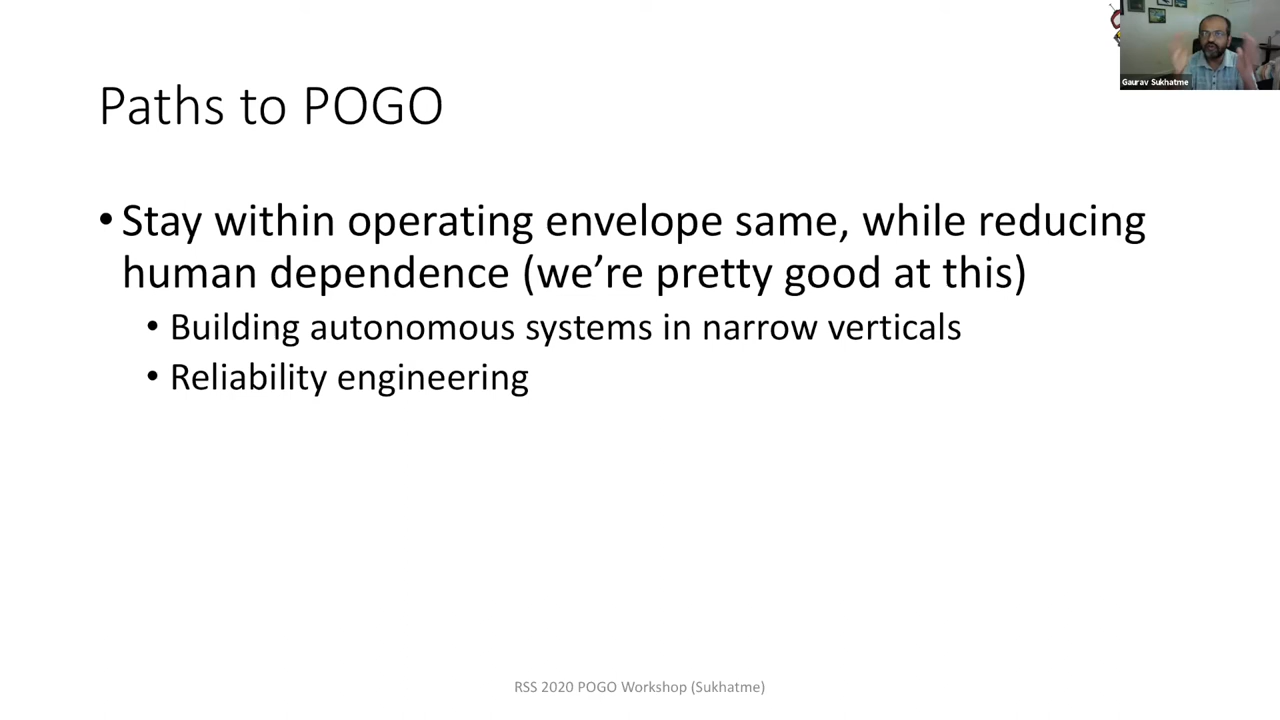 Gaurav Sukhatme
Paths to POGO
• Stay within operating envelope same, while reducing
human dependence (we’re pretty good at this)
• Building autonomous systems in narrow verticals
• Reliability engineering
RSS 2020 POGO Workshop (Sukhatme)